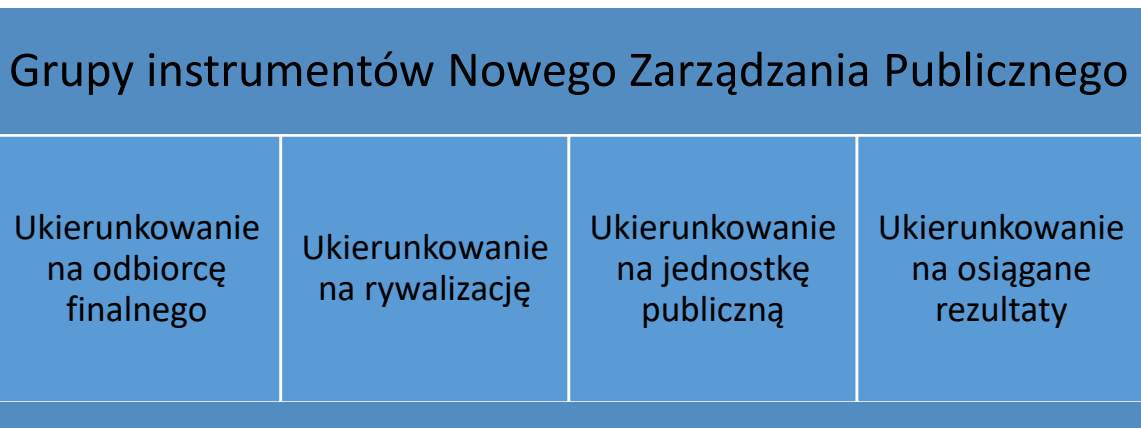 Grupy instrumentów Nowego Zarządzania Publicznego
Ukierunkowanie
na odbiorcę
finalnego
Ukierunkowanie
na rywalizację
Ukierunkowanie
na jednostkę
publiczną
Ukierunkowanie
na osiągane
rezultaty